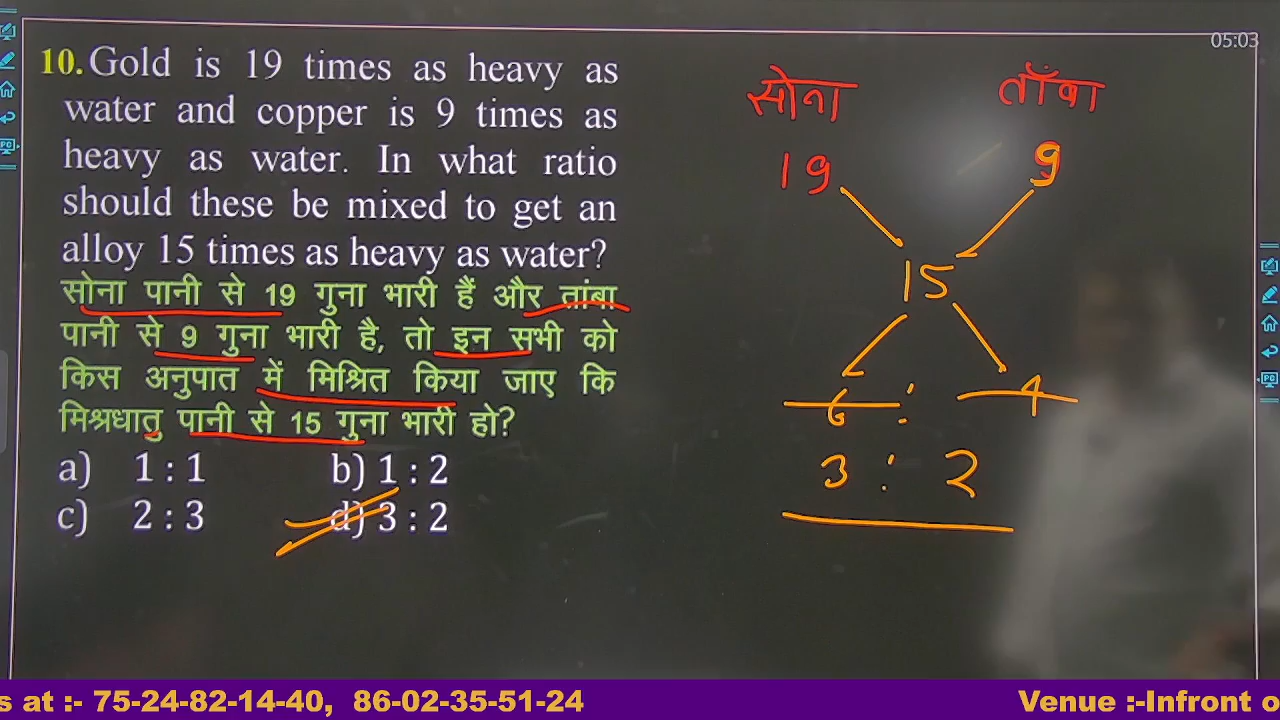 05:03
10. Gold is 19 times as heavy as
water and copper is 9 times as
heavy as water. In what ratio
should these be mixed to get an
alloy 15 times as heavy as water?
सोना पानी से 19 गुना भारी हैं और तांबा
पानी से 9 गुना भारी है, तो इन सभी को
किस अनुपात में मिश्रित किया जाए कि
मिश्रधातु पानी से 15 गुना भारी हो?
a) 1 : 1 b) 1 : 2
c) 2 : 3 d) 3 : 2
सोना ताँबा
19 9
15
6 : 4
3 : 2
s at :- 75-24-82-14-40, 86-02-35-51-24 Venue :-Infront o